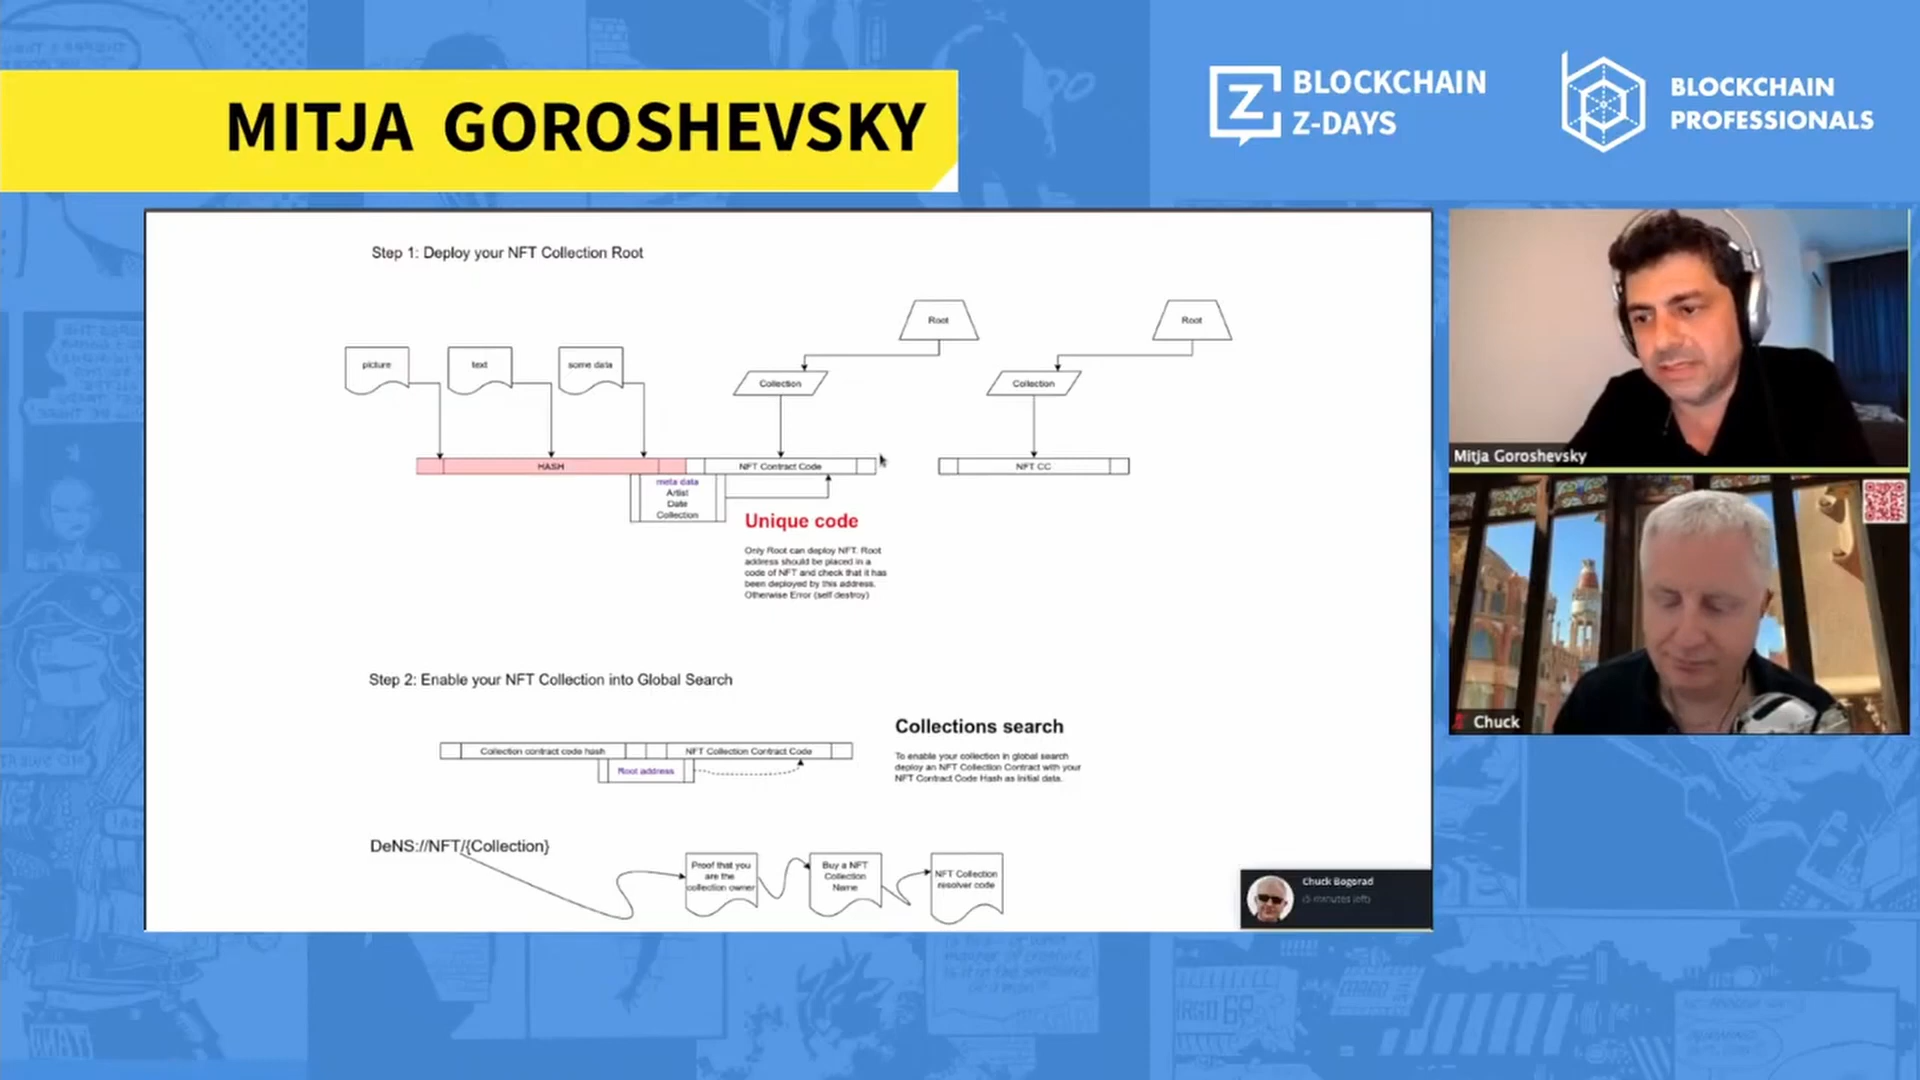 MITJA GOROSHEVSKY
BLOCKCHAIN
Z-DAYS
BLOCKCHAIN
PROFESSIONALS
Step 1: Deploy your NFT Collection Root
Root
Root
picture
text
some data
Collection
Collection
HASH
NFT Contract Code
NFT CC
meta data
Artist
Date
Collection
Unique code
Only Root can deploy NFT. Root
address should be placed in a
code of NFT and check that it has
been deployed by this address.
Otherwise Error (self destroy)
Step 2: Enable your NFT Collection into Global Search
Collection contract code hash
NFT Collection Contract Code
Root address
Collections search
To enable your collection in global search
deploy an NFT Collection Contract with your
NFT Contract Code Hash as initial data.
DeNS://NFT/{Collection}
Proof that you
are the
collection owner
Buy a NFT
Collection
Name
NFT Collection
resolver code
Chuck Bogorad
Mitja Goroshevsky
Chuck